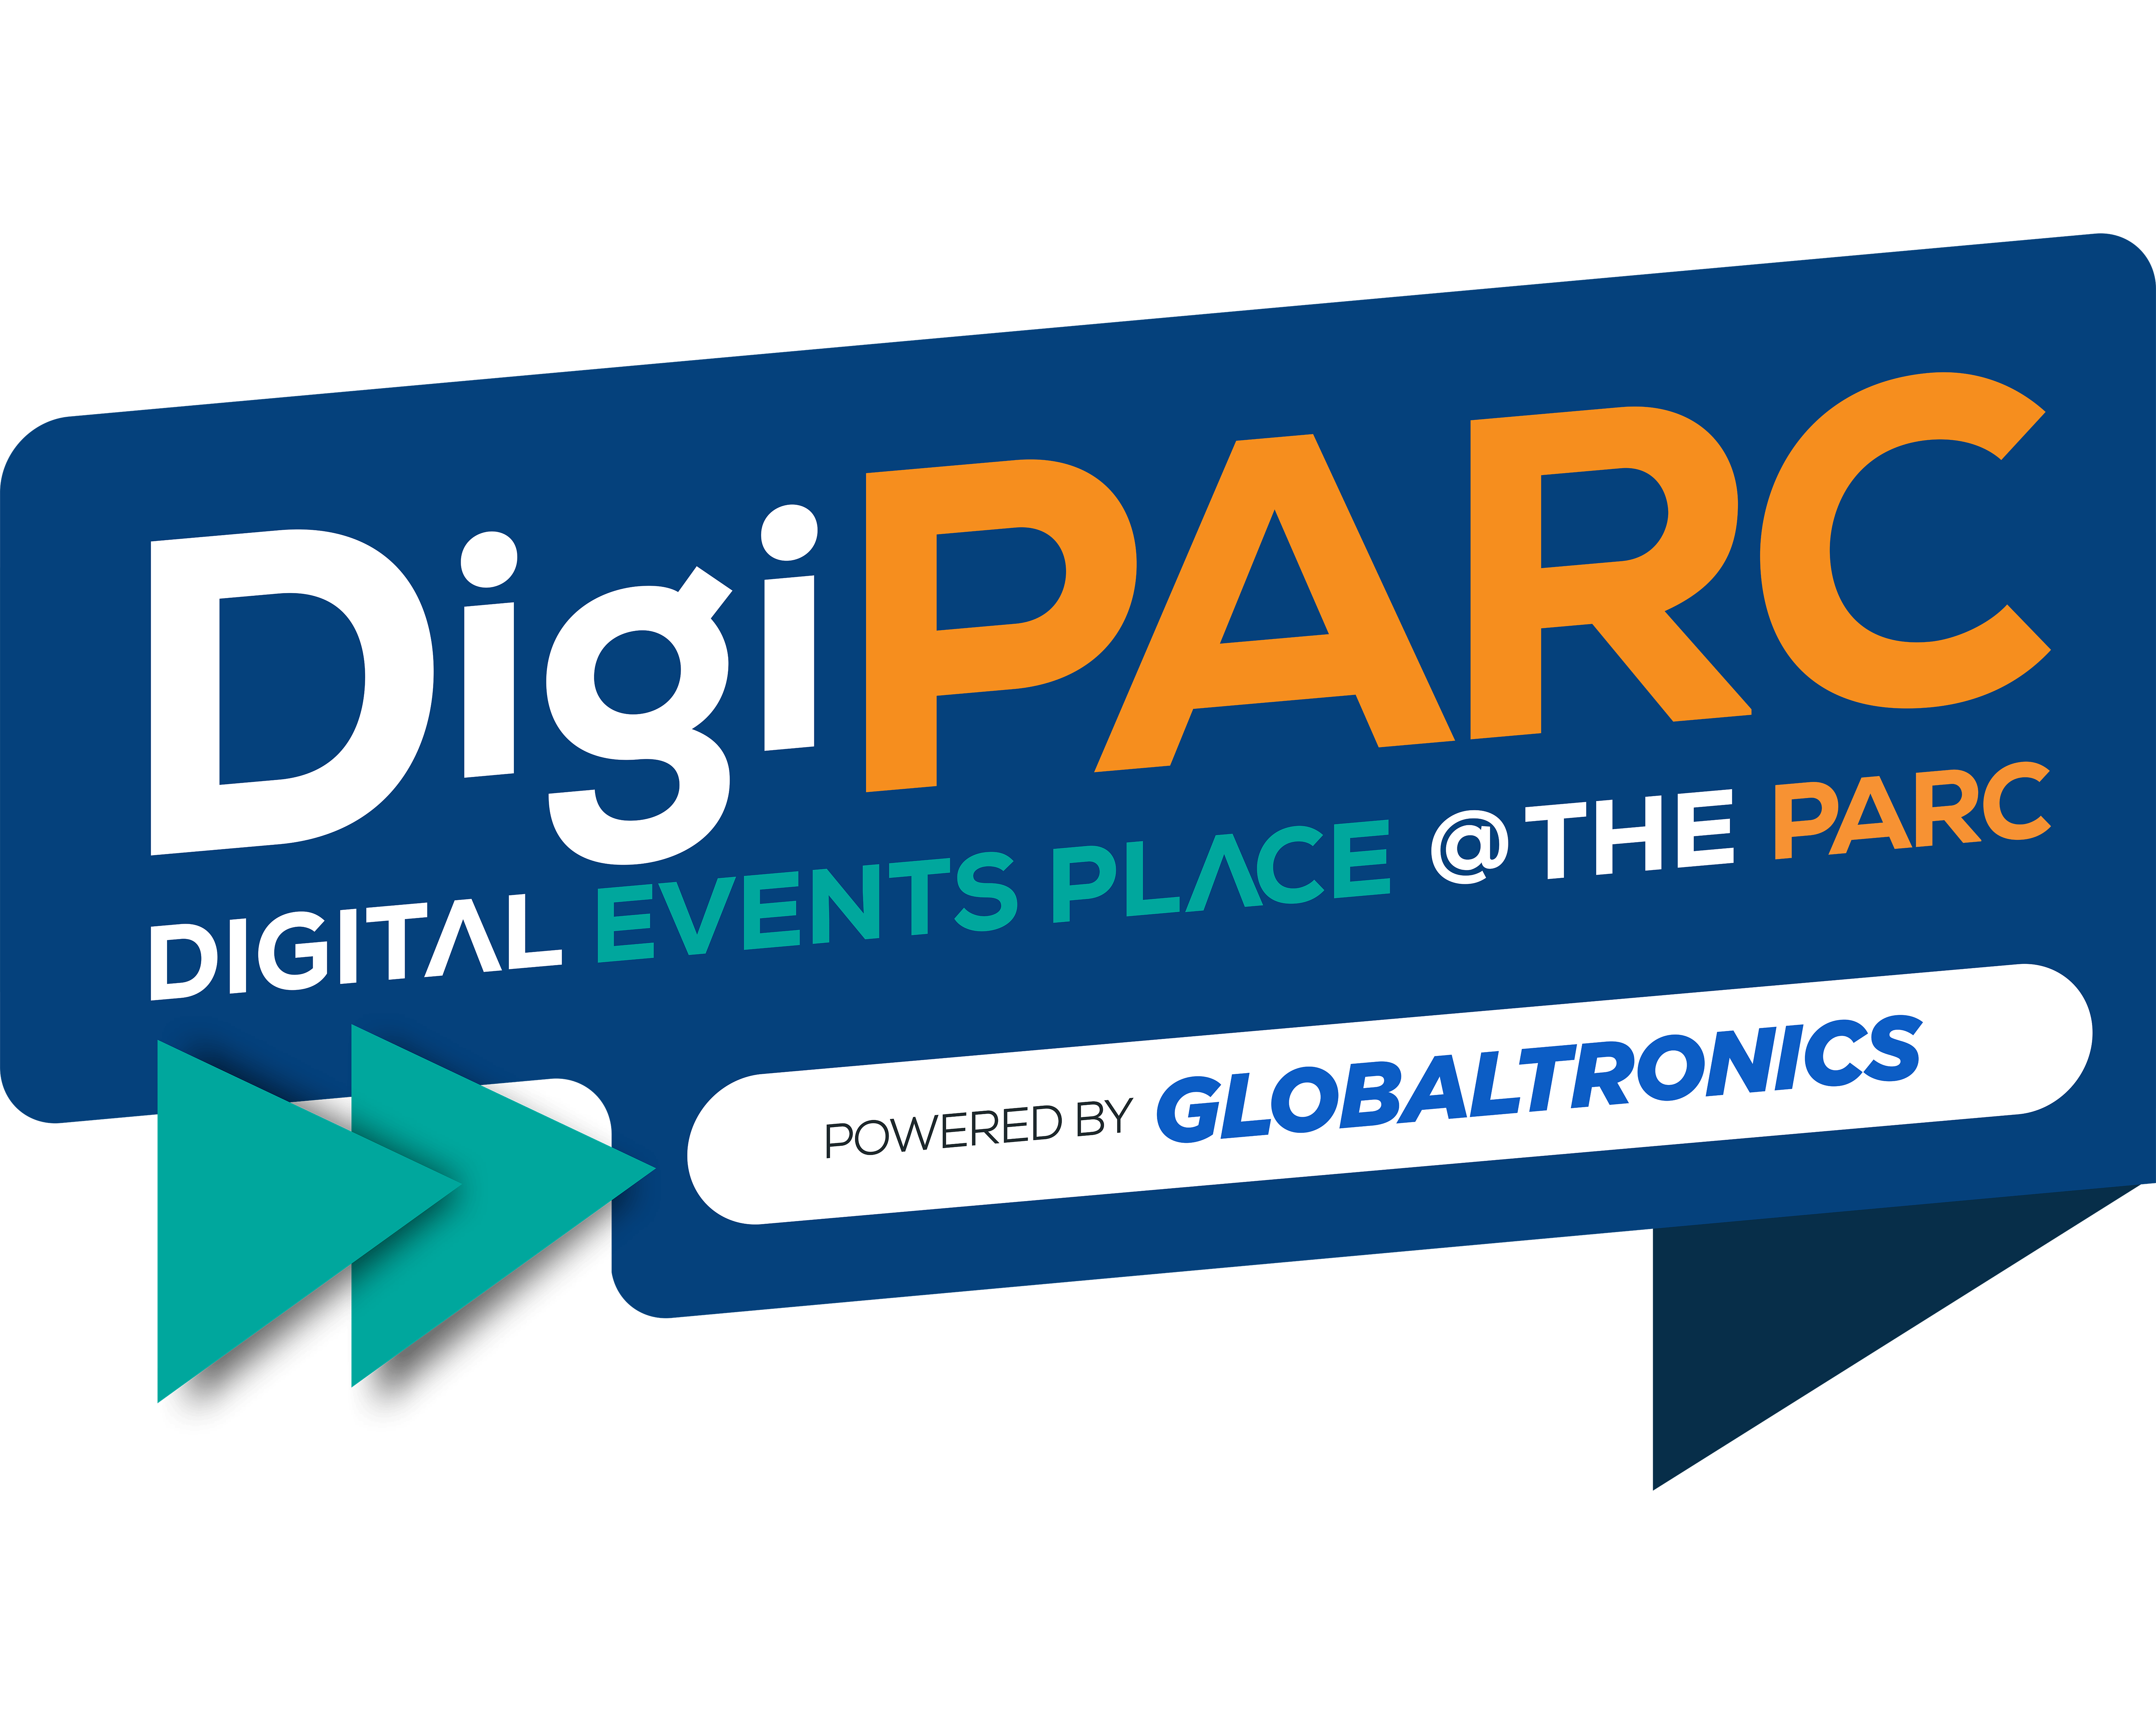 DigiPARC
DIGITAL EVENTS PLACE @THE PARC
POWERED BY GLOBALTRONICS